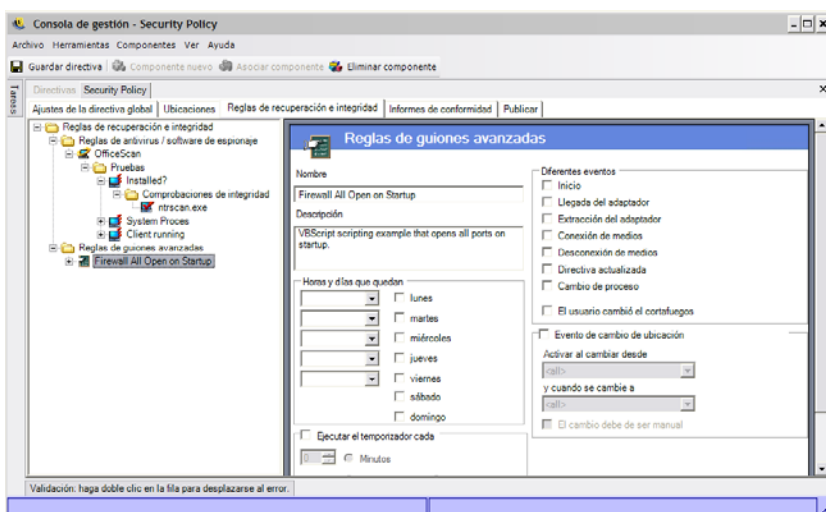 Consola de gestión - Security Policy
Archivo Herramientas Componentes Ver Ayuda
Guardar directiva Componente nuevo Asociar componente Eliminar componente
Tareas
Directivas Security Policy
Ajustes de la directiva global Ubicaciones Reglas de recuperación e integridad Informes de conformidad Publicar
Reglas de recuperación e integridad
Reglas de antivirus / software de espionaje
OfficeScan
Pruebas
Installed?
Comprobaciones de integridad
ntrscan.exe
System Proces
Client running
Reglas de guiones avanzadas
Firewall All Open on Startup
Reglas de guiones avanzadas
Nombre
Firewall All Open on Startup
Descripción
VBScript scripting example that opens all ports on
startup.
Horas y días que quedan
lunes
martes
miércoles
jueves
viernes
sábado
domingo
Ejecutar el temporizador cada
0 Minutos
Diferentes eventos
Inicio
Llegada del adaptador
Extracción del adaptador
Conexión de medios
Desconexión de medios
Directiva actualizada
Cambio de proceso
El usuario cambió el cortafuegos
Evento de cambio de ubicación
Activar al cambiar desde
<all>
y cuando se cambie a
<all>
El cambio debe de ser manual
Validación: haga doble clic en la fila para desplazarse al error.